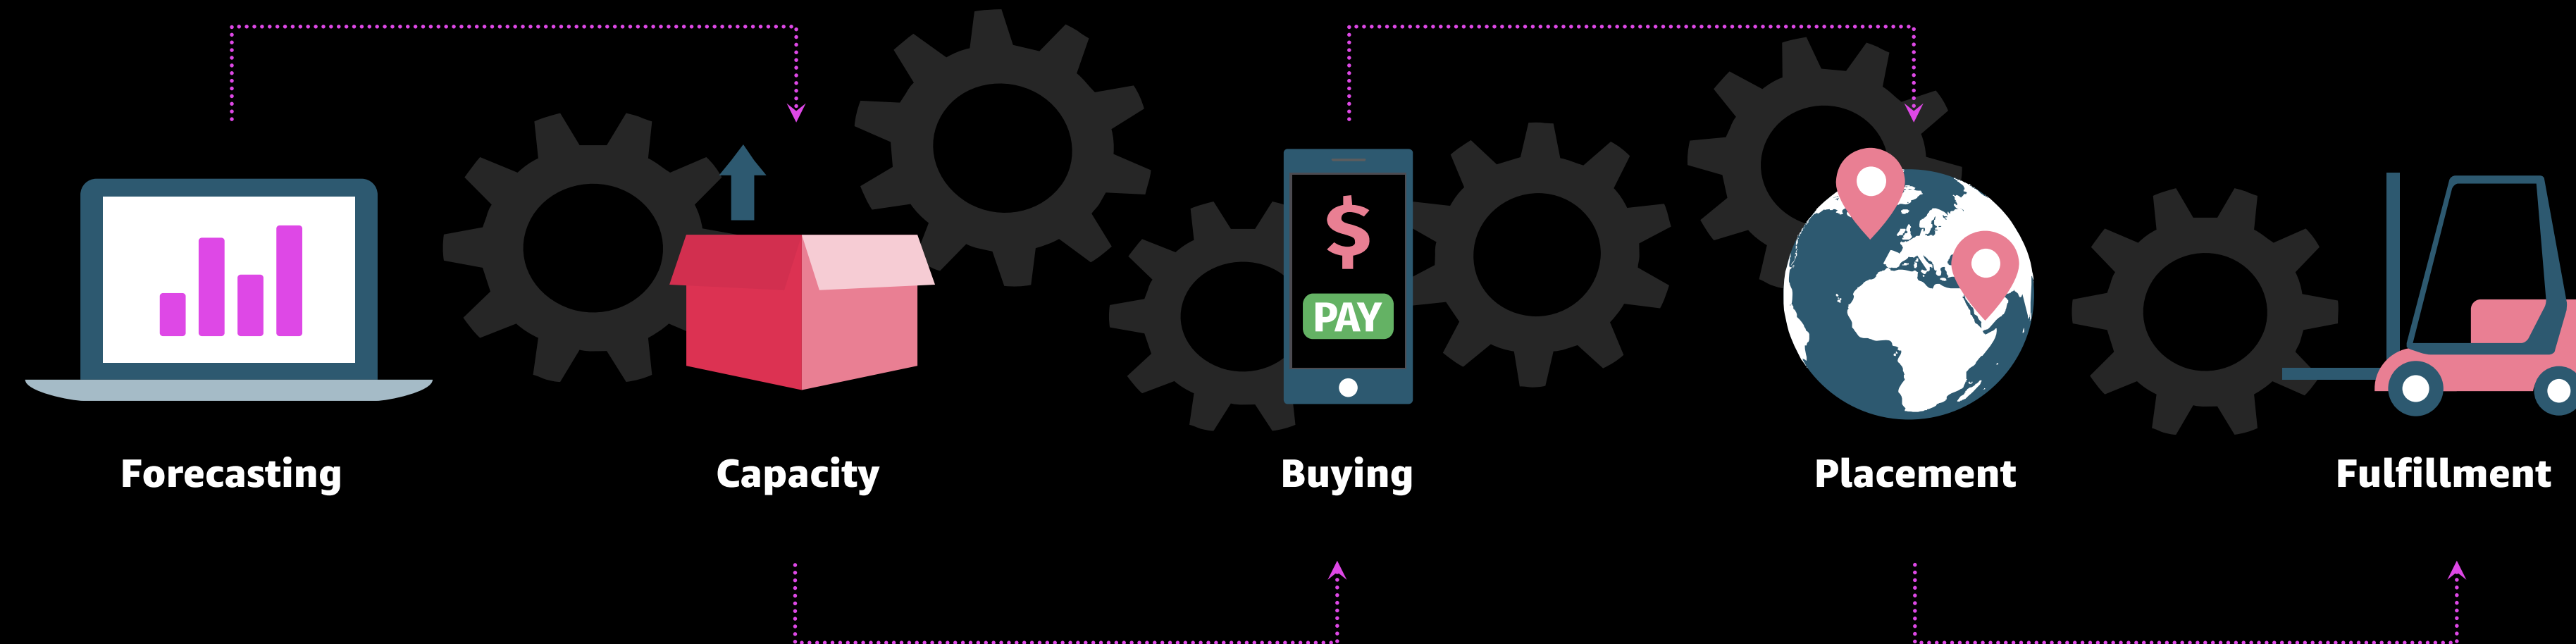 $
PAY
Forecasting
Capacity
Buying
Placement
Fulfillment